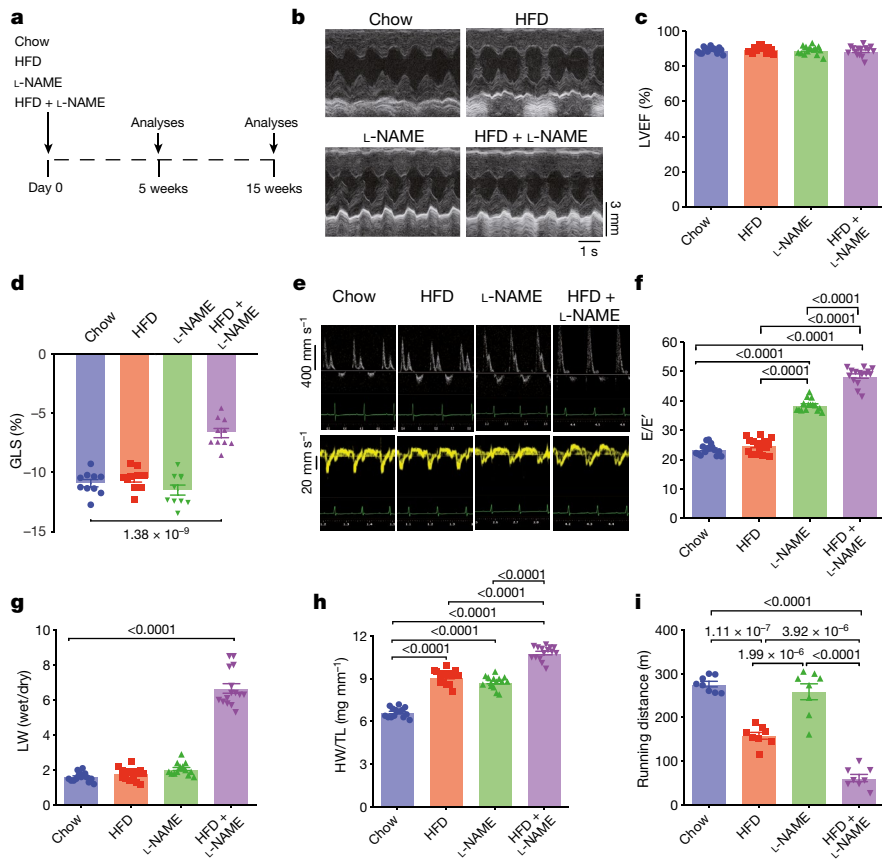 a
Chow
HFD
L-NAME
HFD + L-NAME
Analyses
Analyses
Day 0
5 weeks
15 weeks
b
Chow
HFD
L-NAME
HFD + L-NAME
3 mm
1 s
c
LVEF (%)
100
80
60
40
20
0
Chow
HFD
L-NAME
HFD +
L-NAME
d
Chow
HFD
L-NAME
HFD +
L-NAME
GLS (%)
0
−5
−10
−15
1.38 × 10⁻⁹
e
Chow
HFD
L-NAME
HFD +
L-NAME
400 mm s⁻¹
20 mm s⁻¹
f
<0.0001
<0.0001
<0.0001
<0.0001
<0.0001
E/E′
60
50
40
30
20
10
0
Chow
HFD
L-NAME
HFD +
L-NAME
g
<0.0001
LW (wet/dry)
10
8
6
4
2
0
Chow
HFD
L-NAME
HFD +
L-NAME
h
<0.0001
<0.0001
<0.0001
<0.0001
<0.0001
HW/TL (mg mm⁻¹)
12
9
6
3
0
Chow
HFD
L-NAME
HFD +
L-NAME
i
<0.0001
1.11 × 10⁻⁷
3.92 × 10⁻⁶
1.99 × 10⁻⁶
<0.0001
Running distance (m)
400
300
200
100
0
Chow
HFD
L-NAME
HFD +
L-NAME